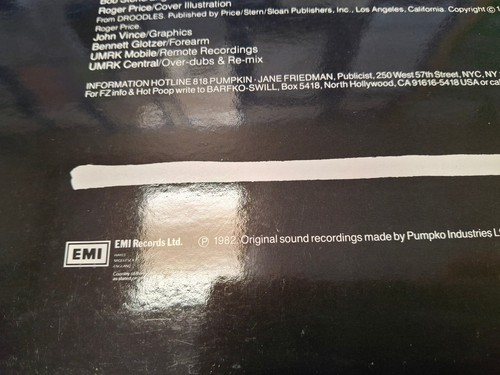 Roger Price/Cover Illustration
From DROODLES. Published by Price/Stern/Sloan Publishers, Inc., Los Angeles, California. Copyright ©
Roger Price.
John Vince/Graphics
Bennett Glotzer/Forearm
UMRK Mobile/Remote Recordings
UMRK Central/Over-dubs & Re-mix
INFORMATION HOTLINE 818 PUMPKIN - JANE FRIEDMAN, Publicist, 250 West 57th Street, NYC, NY
For FZ info & Hot Poop write to BARFKO-SWILL, Box 5418, North Hollywood, CA 91616-5418 USA or cal
EMI EMI Records Ltd. ℗ 1982. Original sound recordings made by Pumpko Industries L